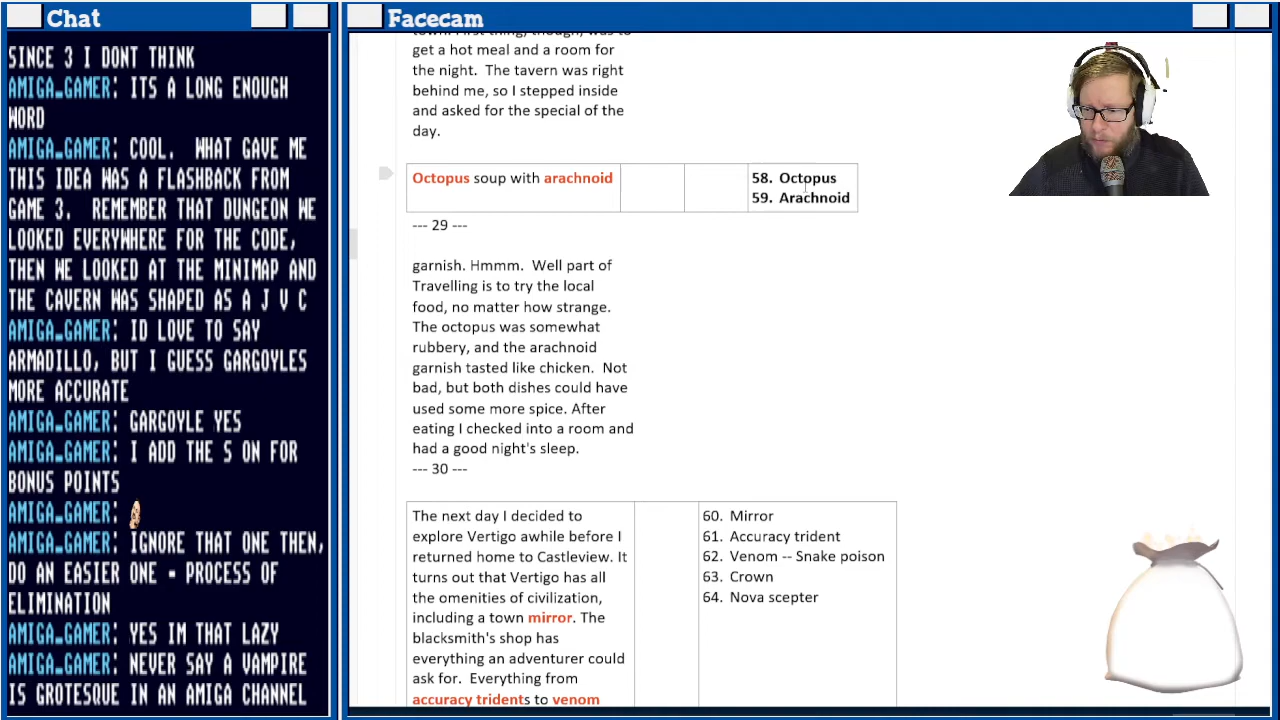 Chat
SINCE 3 I DONT THINK
AMIGA_GAMER: ITS A LONG ENOUGH
WORD
AMIGA_GAMER: COOL. WHAT GAVE ME
THIS IDEA WAS A FLASHBACK FROM
GAME 3. REMEMBER THAT DUNGEON WE
LOOKED EVERYWHERE FOR THE CODE,
THEN WE LOOKED AT THE MINIMAP AND
THE CAVERN WAS SHAPED AS A J V C
AMIGA_GAMER: ID LOVE TO SAY
ARMADILLO, BUT I GUESS GARGOYLES
MORE ACCURATE
AMIGA_GAMER: GARGOYLE YES
AMIGA_GAMER: I ADD THE S ON FOR
BONUS POINTS
AMIGA_GAMER:
AMIGA_GAMER: IGNORE THAT ONE THEN,
DO AN EASIER ONE - PROCESS OF
ELIMINATION
AMIGA_GAMER: YES IM THAT LAZY
AMIGA_GAMER: NEVER SAY A VAMPIRE
IS GROTESQUE IN AN AMIGA CHANNEL
Facecam
town. First thing, though, was to
get a hot meal and a room for
the night. The tavern was right
behind me, so I stepped inside
and asked for the special of the
day.
Octopus soup with arachnoid
58. Octopus
59. Arachnoid
--- 29 ---
garnish. Hmmm. Well part of
Travelling is to try the local
food, no matter how strange.
The octopus was somewhat
rubbery, and the arachnoid
garnish tasted like chicken. Not
bad, but both dishes could have
used some more spice. After
eating I checked into a room and
had a good night's sleep.
--- 30 ---
The next day I decided to
explore Vertigo awhile before I
returned home to Castleview. It
turns out that Vertigo has all
the omenities of civilization,
including a town mirror. The
blacksmith's shop has
everything an adventurer could
ask for. Everything from
accuracy tridents to venom
60. Mirror
61. Accuracy trident
62. Venom -- Snake poison
63. Crown
64. Nova scepter